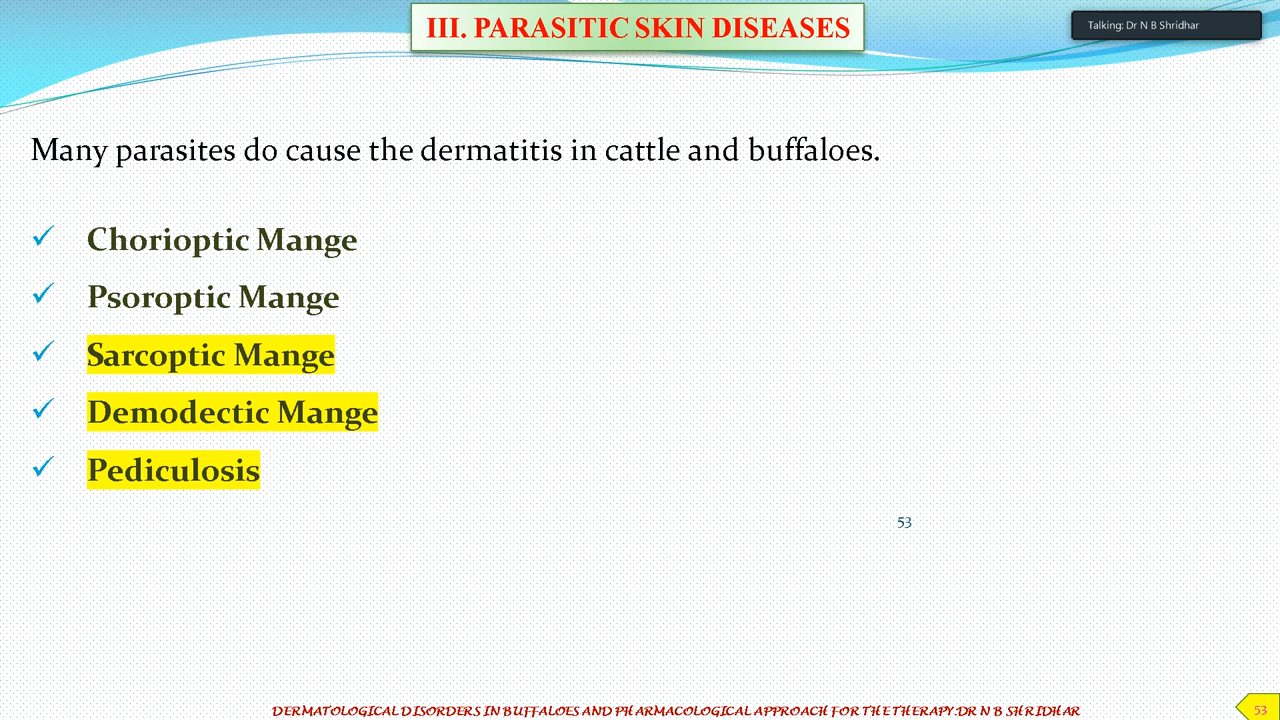 III. PARASITIC SKIN DISEASES
Talking: Dr N B Shridhar
Many parasites do cause the dermatitis in cattle and buffaloes.
✓ Chorioptic Mange
✓ Psoroptic Mange
✓ Sarcoptic Mange
✓ Demodectic Mange
✓ Pediculosis
53
DERMATOLOGICAL DISORDERS IN BUFFALOES AND PHARMACOLOGICAL APPROACH FOR THE THERAPY:DR N B SHRIDHAR
53